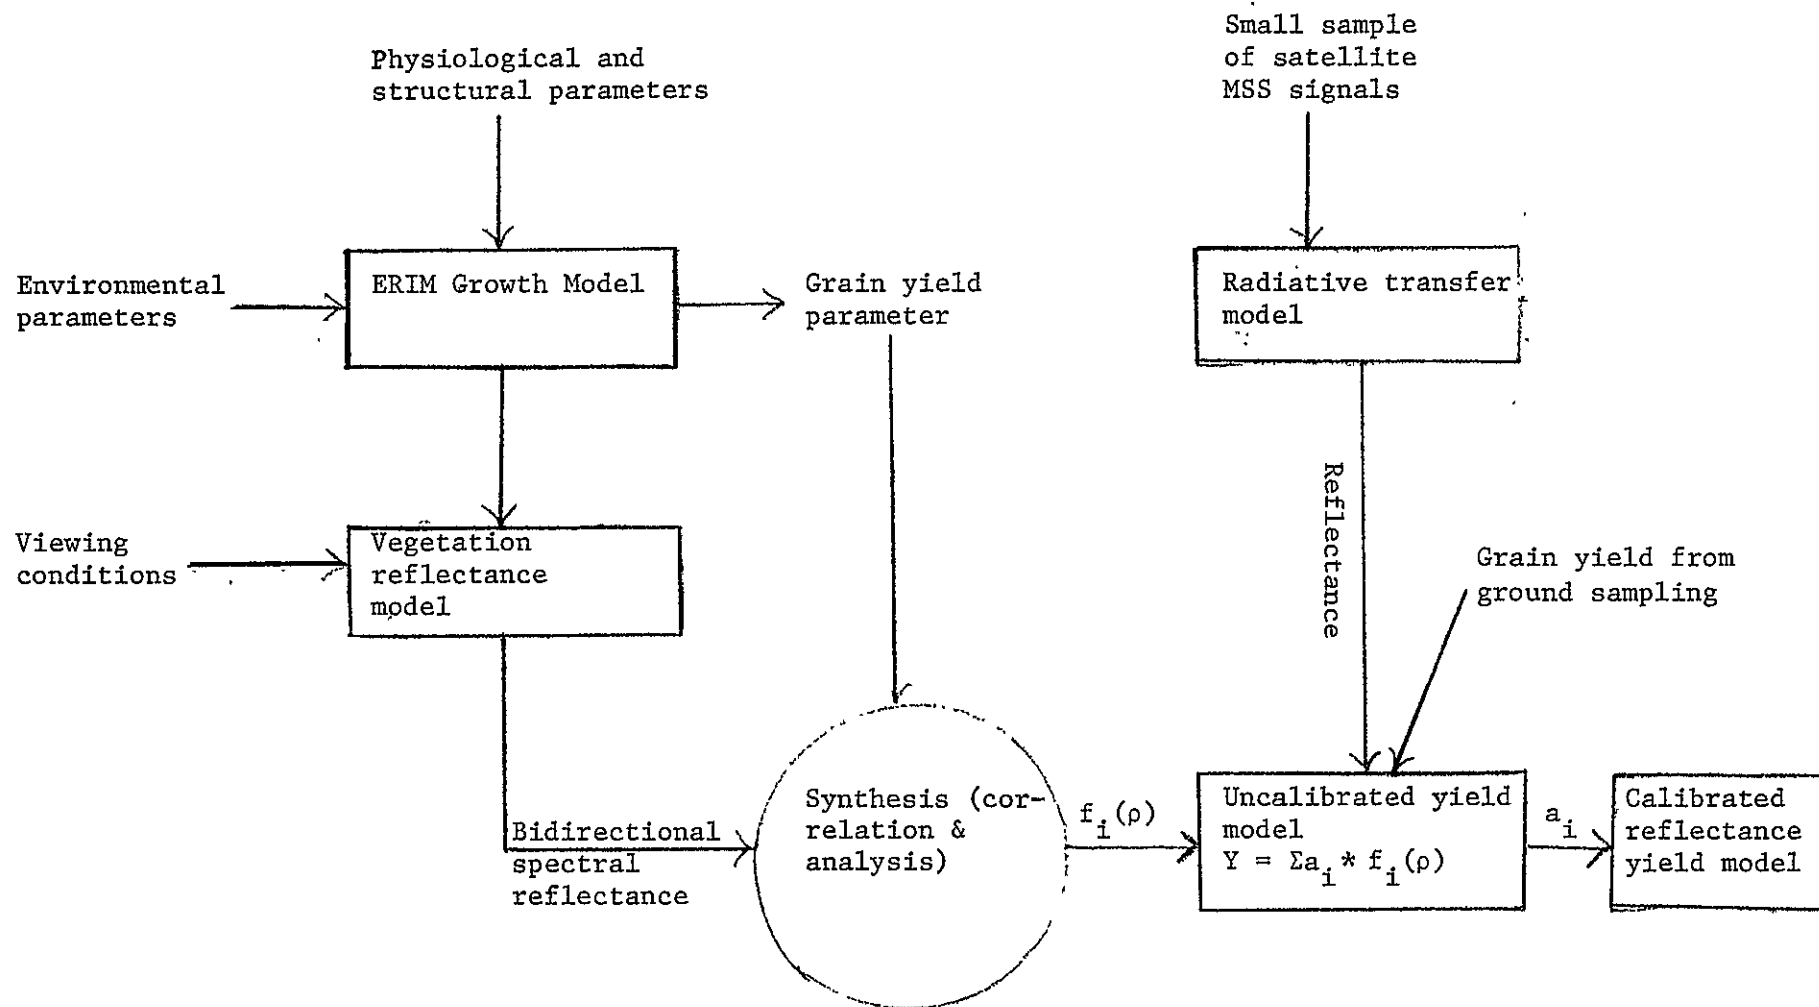 Physiological and
structural parameters
Small sample
of satellite
MSS signals
Environmental
parameters
ERIM Growth Model
Grain yield
parameter
Radiative transfer
model
Reflectance
Viewing
conditions
Vegetation
reflectance
model
Grain yield from
ground sampling
Bidirectional
spectral
reflectance
Synthesis (cor-
relation &
analysis)
f_i(ρ)
Uncalibrated yield
model
Y = Σa_i * f_i(ρ)
a_i
Calibrated
reflectance
yield model